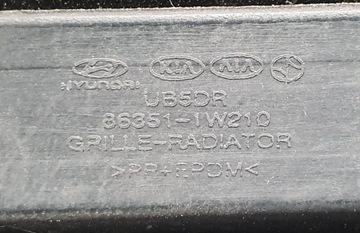 HYUNDAI KIA KIA
UB5DR
86351-1W210
GRILLE-RADIATOR
>PP+EPDM<